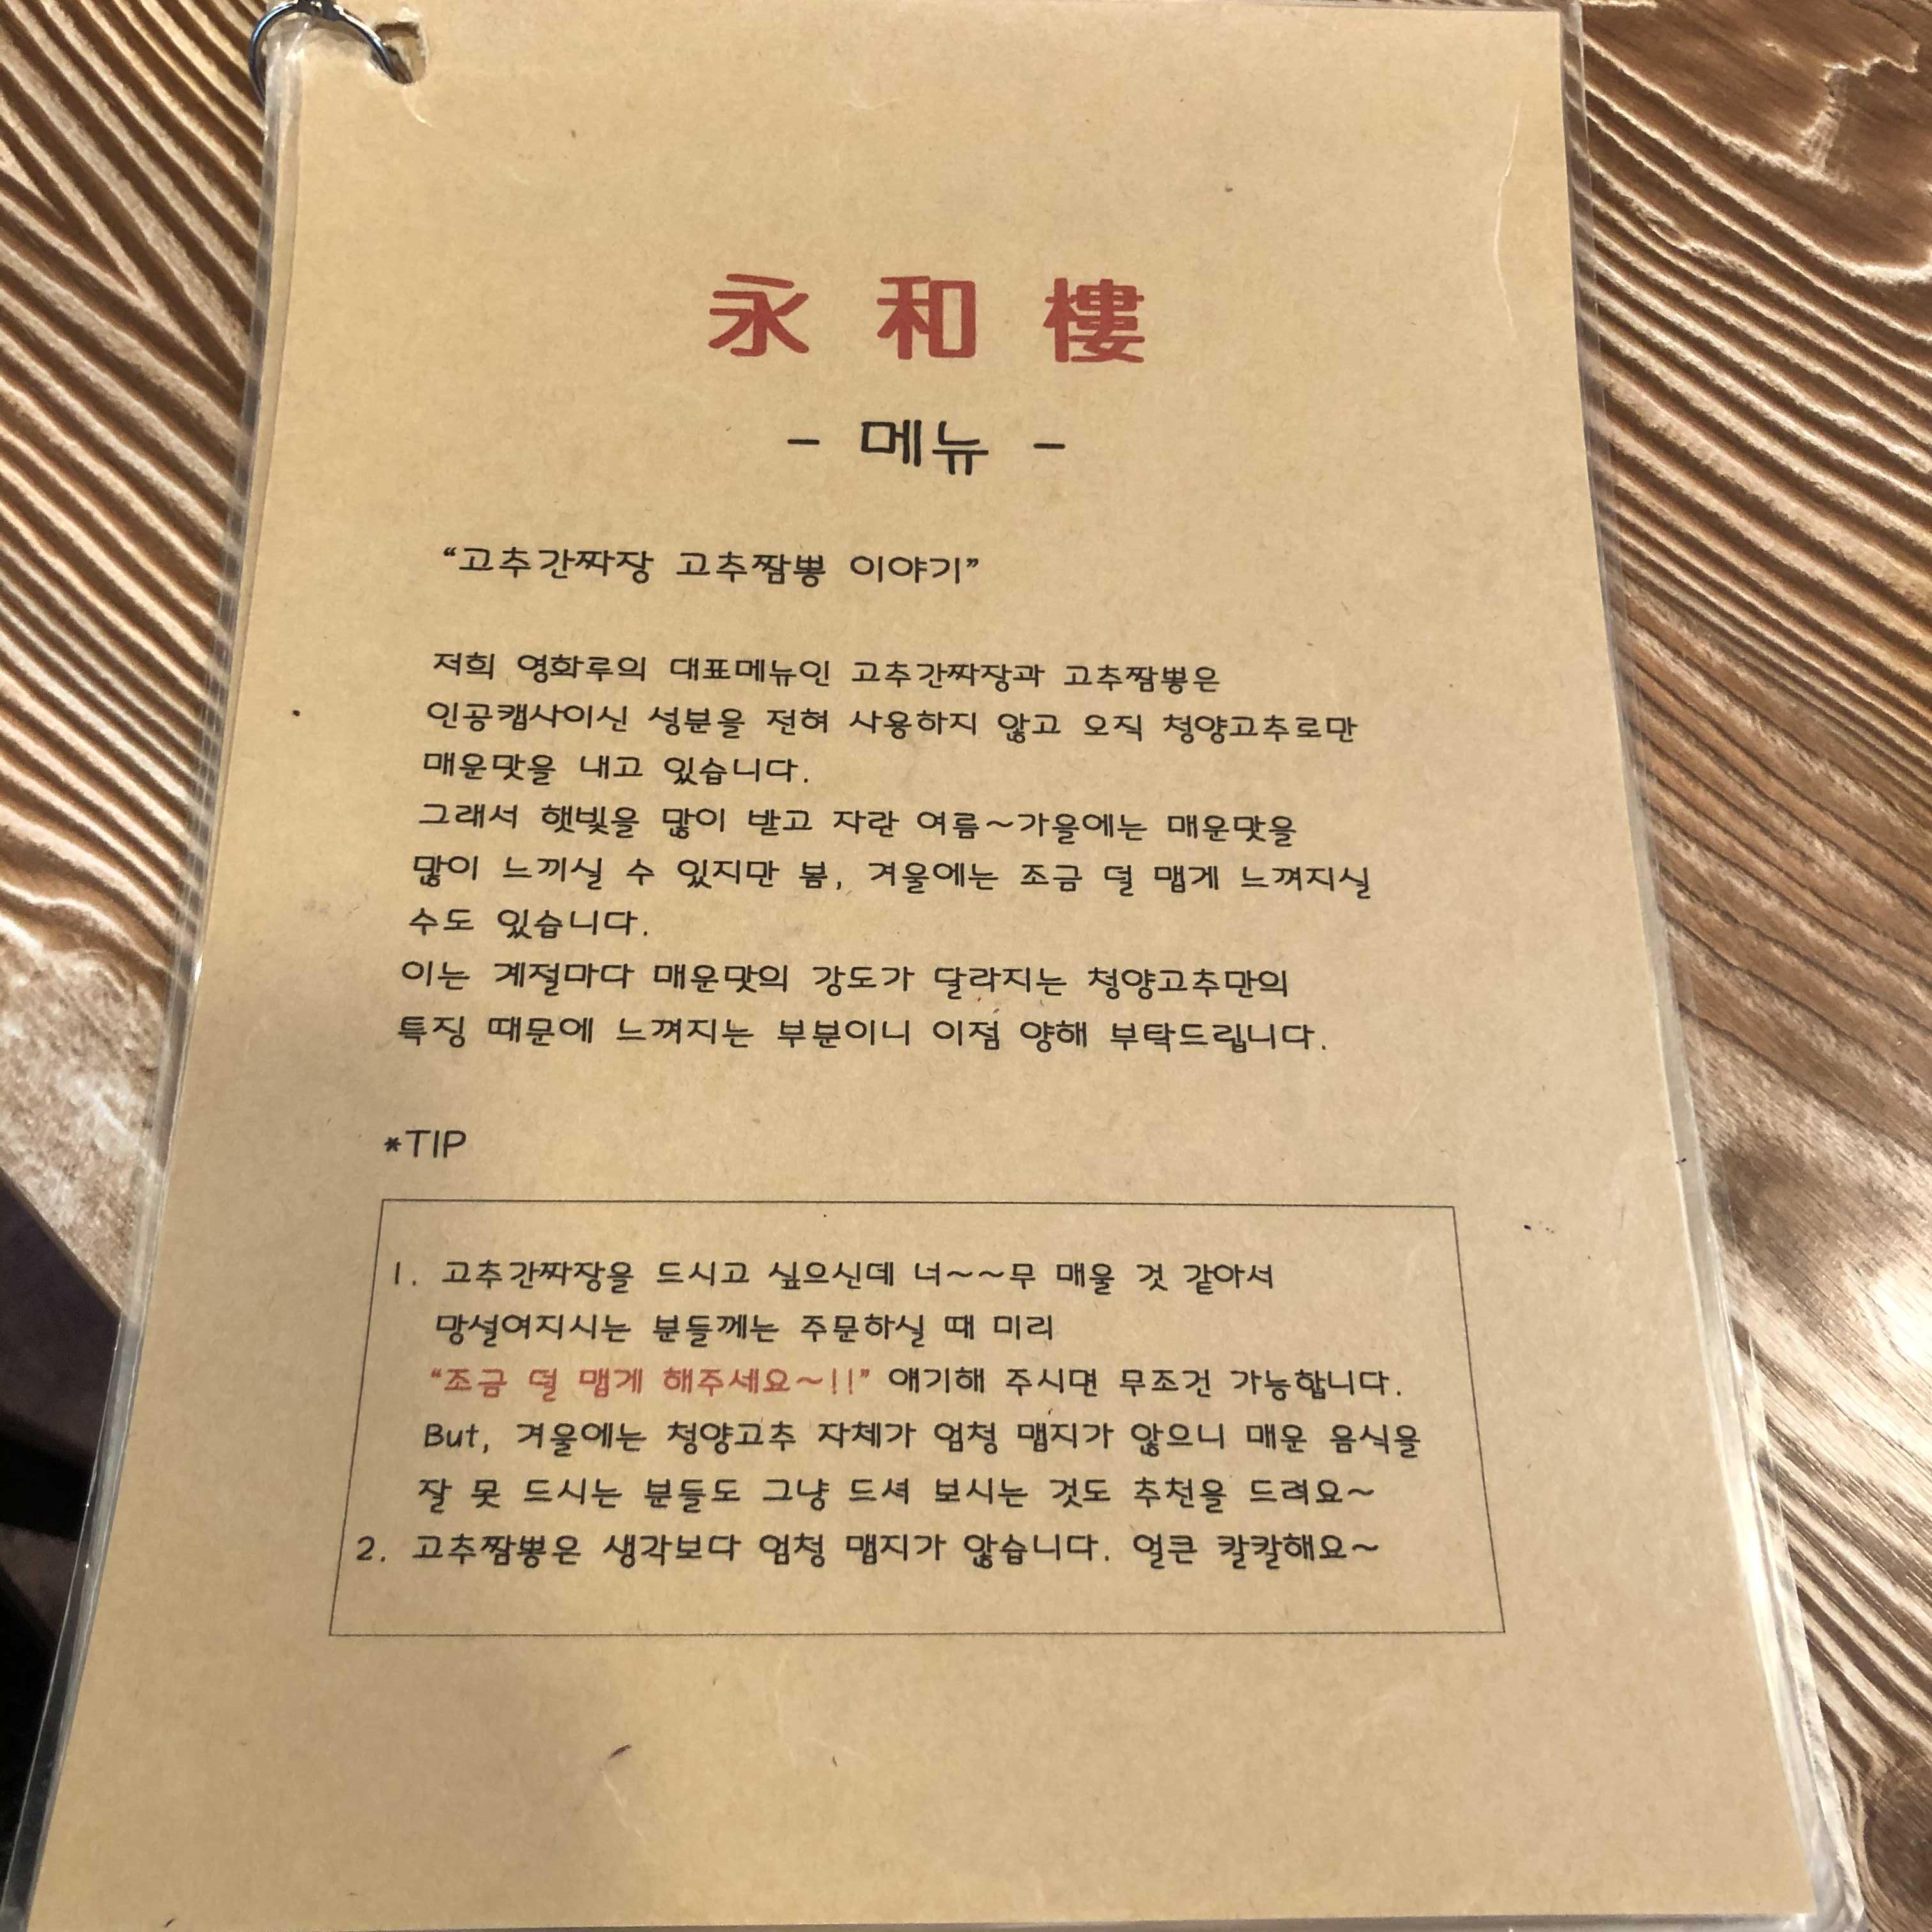 永和樓
- 메뉴 -
“고추간짜장 고추짬뽕 이야기”
저희 영화루의 대표메뉴인 고추간짜장과 고추짬뽕은
인공캡사이신 성분을 전혀 사용하지 않고 오직 청양고추로만
매운맛을 내고 있습니다.
그래서 햇빛을 많이 받고 자란 여름~가을에는 매운맛을
많이 느끼실 수 있지만 봄, 겨울에는 조금 덜 맵게 느껴지실
수도 있습니다.
이는 계절마다 매운맛의 강도가 달라지는 청양고추만의
특징 때문에 느껴지는 부분이니 이점 양해 부탁드립니다.
*TIP
1. 고추간짜장을 드시고 싶으신데 너~~무 매울 것 같아서
망설여지시는 분들께는 주문하실 때 미리
“조금 덜 맵게 해주세요~!!” 얘기해 주시면 무조건 가능합니다.
But, 겨울에는 청양고추 자체가 엄청 맵지가 않으니 매운 음식을
잘 못 드시는 분들도 그냥 드셔 보시는 것도 추천을 드려요~
2. 고추짬뽕은 생각보다 엄청 맵지가 않습니다. 얼큰 칼칼해요~